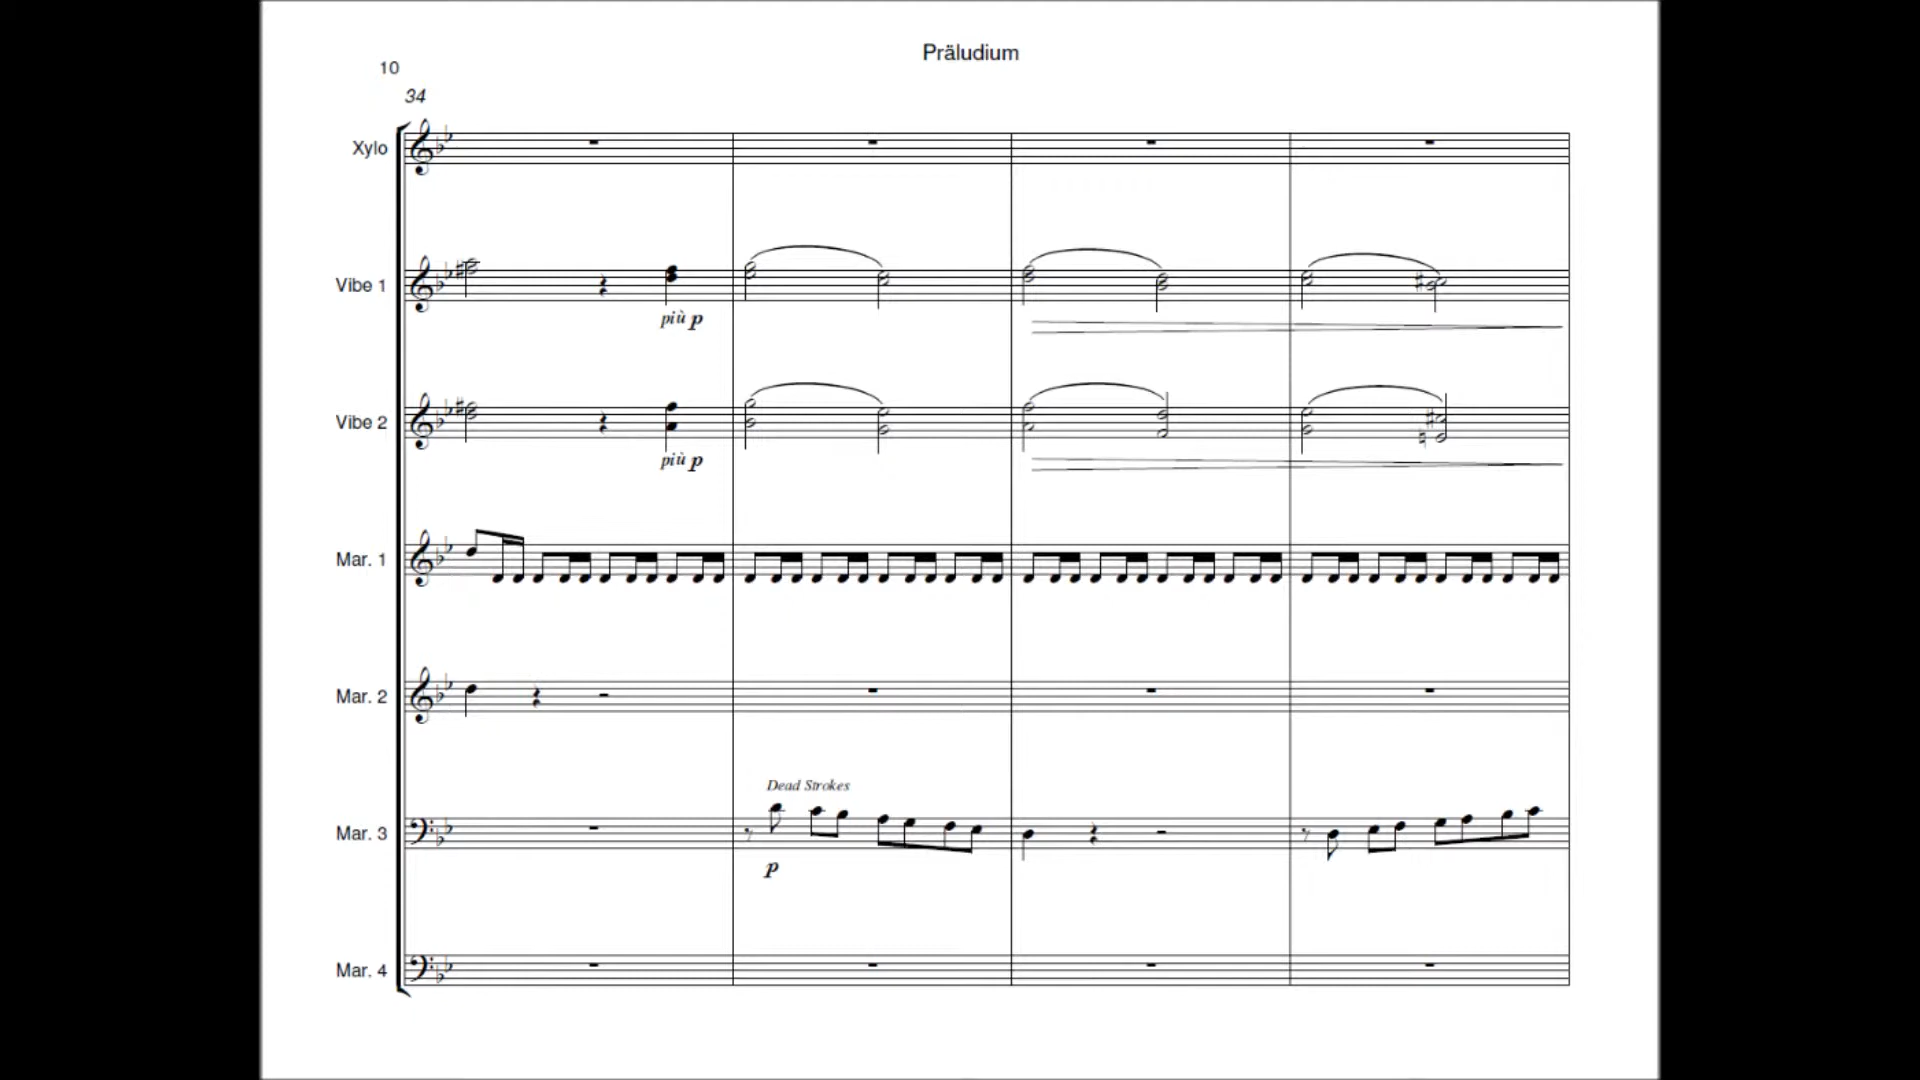 Präludium
10
34
Xylo
Vibe 1
più p
Vibe 2
più p
Mar. 1
Mar. 2
Dead Strokes
Mar. 3
p
Mar. 4